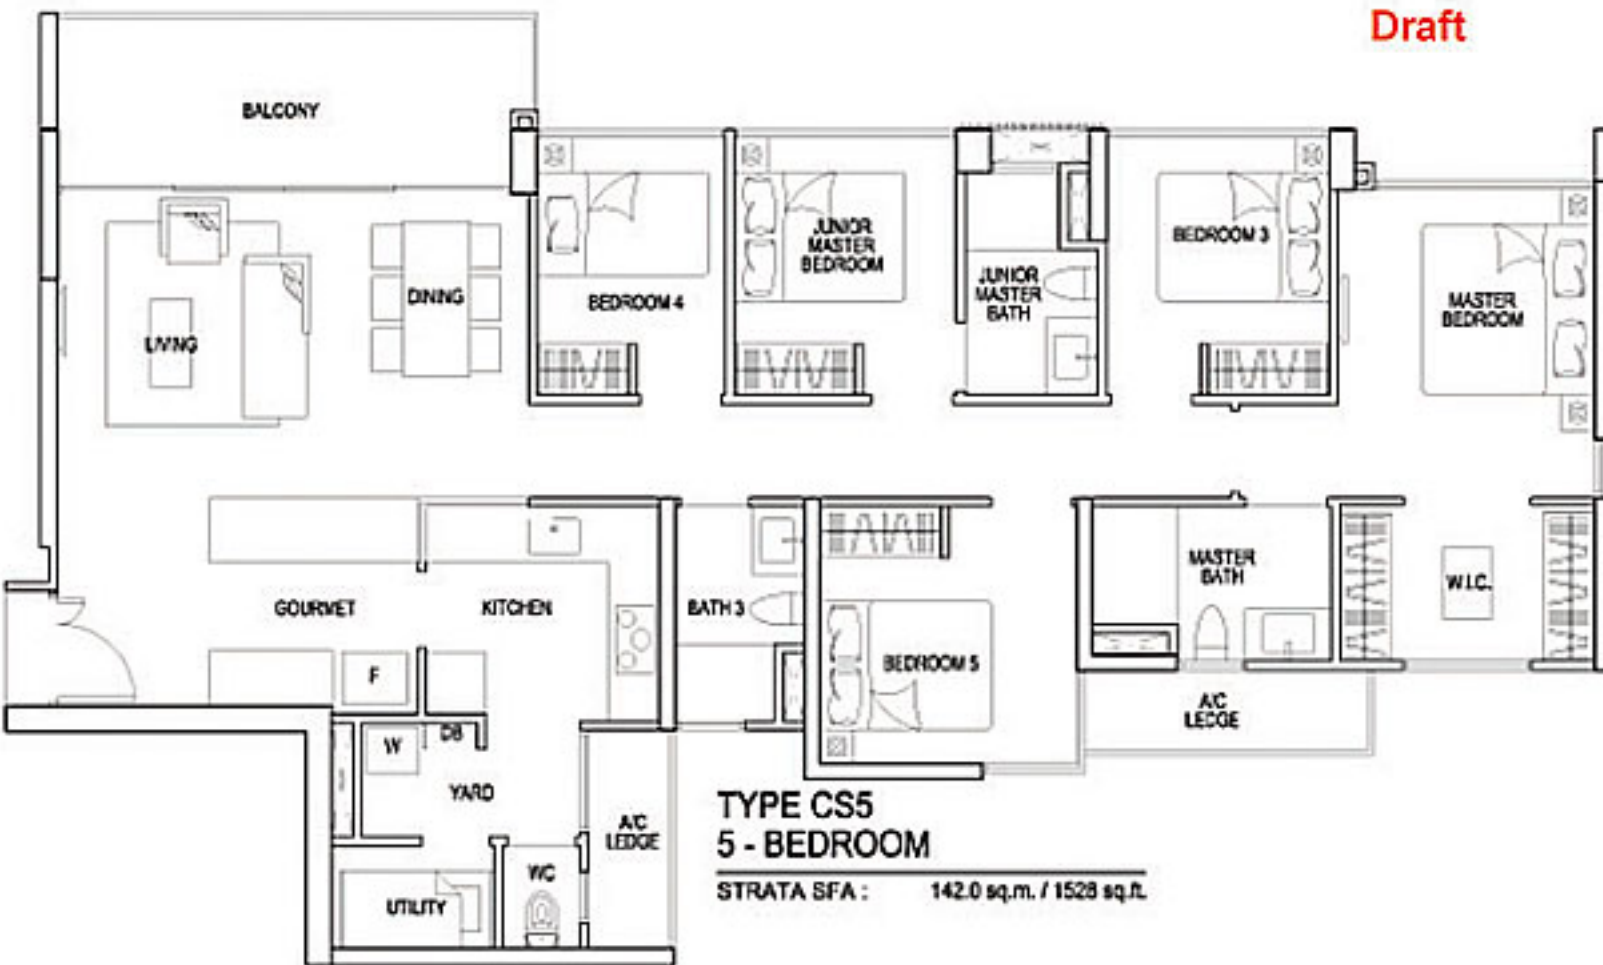 Draft
BALCONY
JUNIOR
MASTER
BEDROOM
BEDROOM 3
BEDROOM 4
DINING
LIVING
JUNIOR
MASTER
BATH
MASTER
BEDROOM
GOURMET
KITCHEN
BATH 3
MASTER
BATH
W.I.C.
F
BEDROOM 5
A/C
LEDGE
W
DB
YARD
A/C
LEDGE
WC
UTILITY
TYPE CS5
5 - BEDROOM
STRATA SFA : 142.0 sq.m. / 1528 sq.ft.